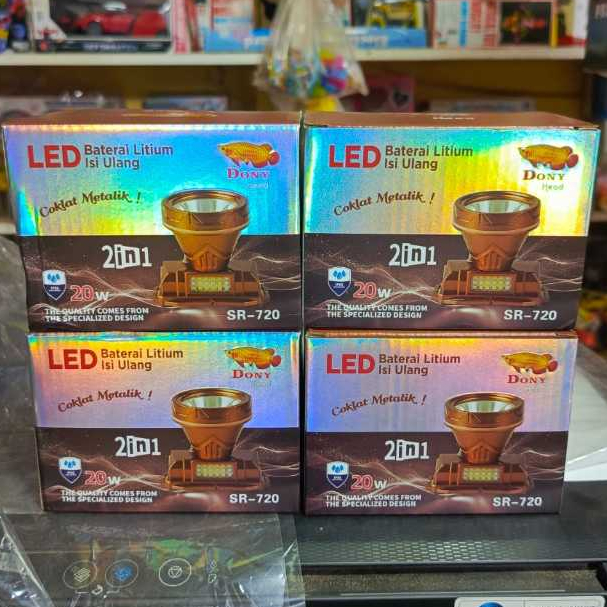 LED Baterai Litium
Isi Ulang
DONY
Coklat Metalik !
2in1
20w
THE QUALITY COMES FROM
THE SPECIALIZED DESIGN
SR-720
LED Baterai Litium
Isi Ulang
DONY
Head
Coklat Metalik !
2in1
20w
THE QUALITY COMES FROM
THE SPECIALIZED DESIGN
SR-720
LED Baterai Litium
Isi Ulang
DONY
Coklat Metalik !
2in1
20w
THE QUALITY COMES FROM
THE SPECIALIZED DESIGN
SR-720
LED Baterai Litium
Isi Ulang
DONY
Coklat Metalik !
2in1
20w
THE QUALITY COMES FROM
THE SPECIALIZED DESIGN
SR-720